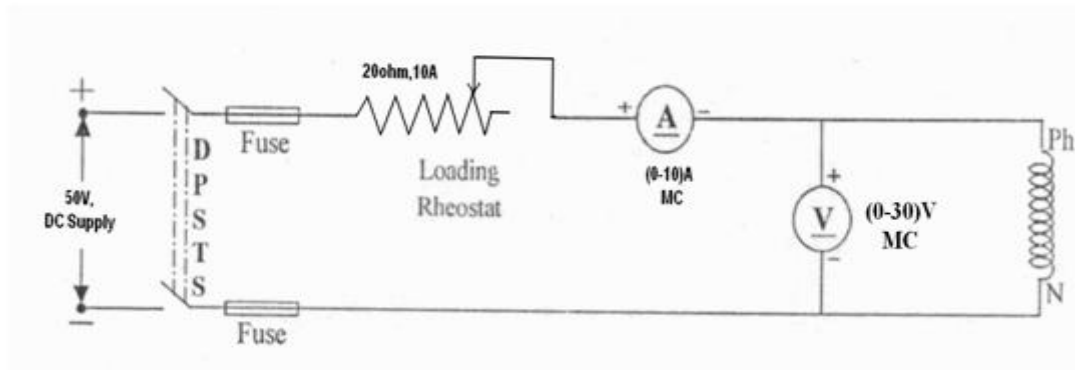 20ohm,10A
+
+
A
-
Fuse
Ph
D
P
S
T
S
Loading
Rheostat
(0-10)A
MC
50V,
DC Supply
+
V
-
(0-30)V
MC
N
-
Fuse